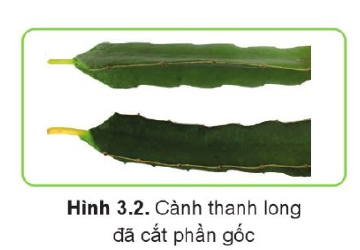 Hình 3.2. Cành thanh long
đã cắt phần gốc